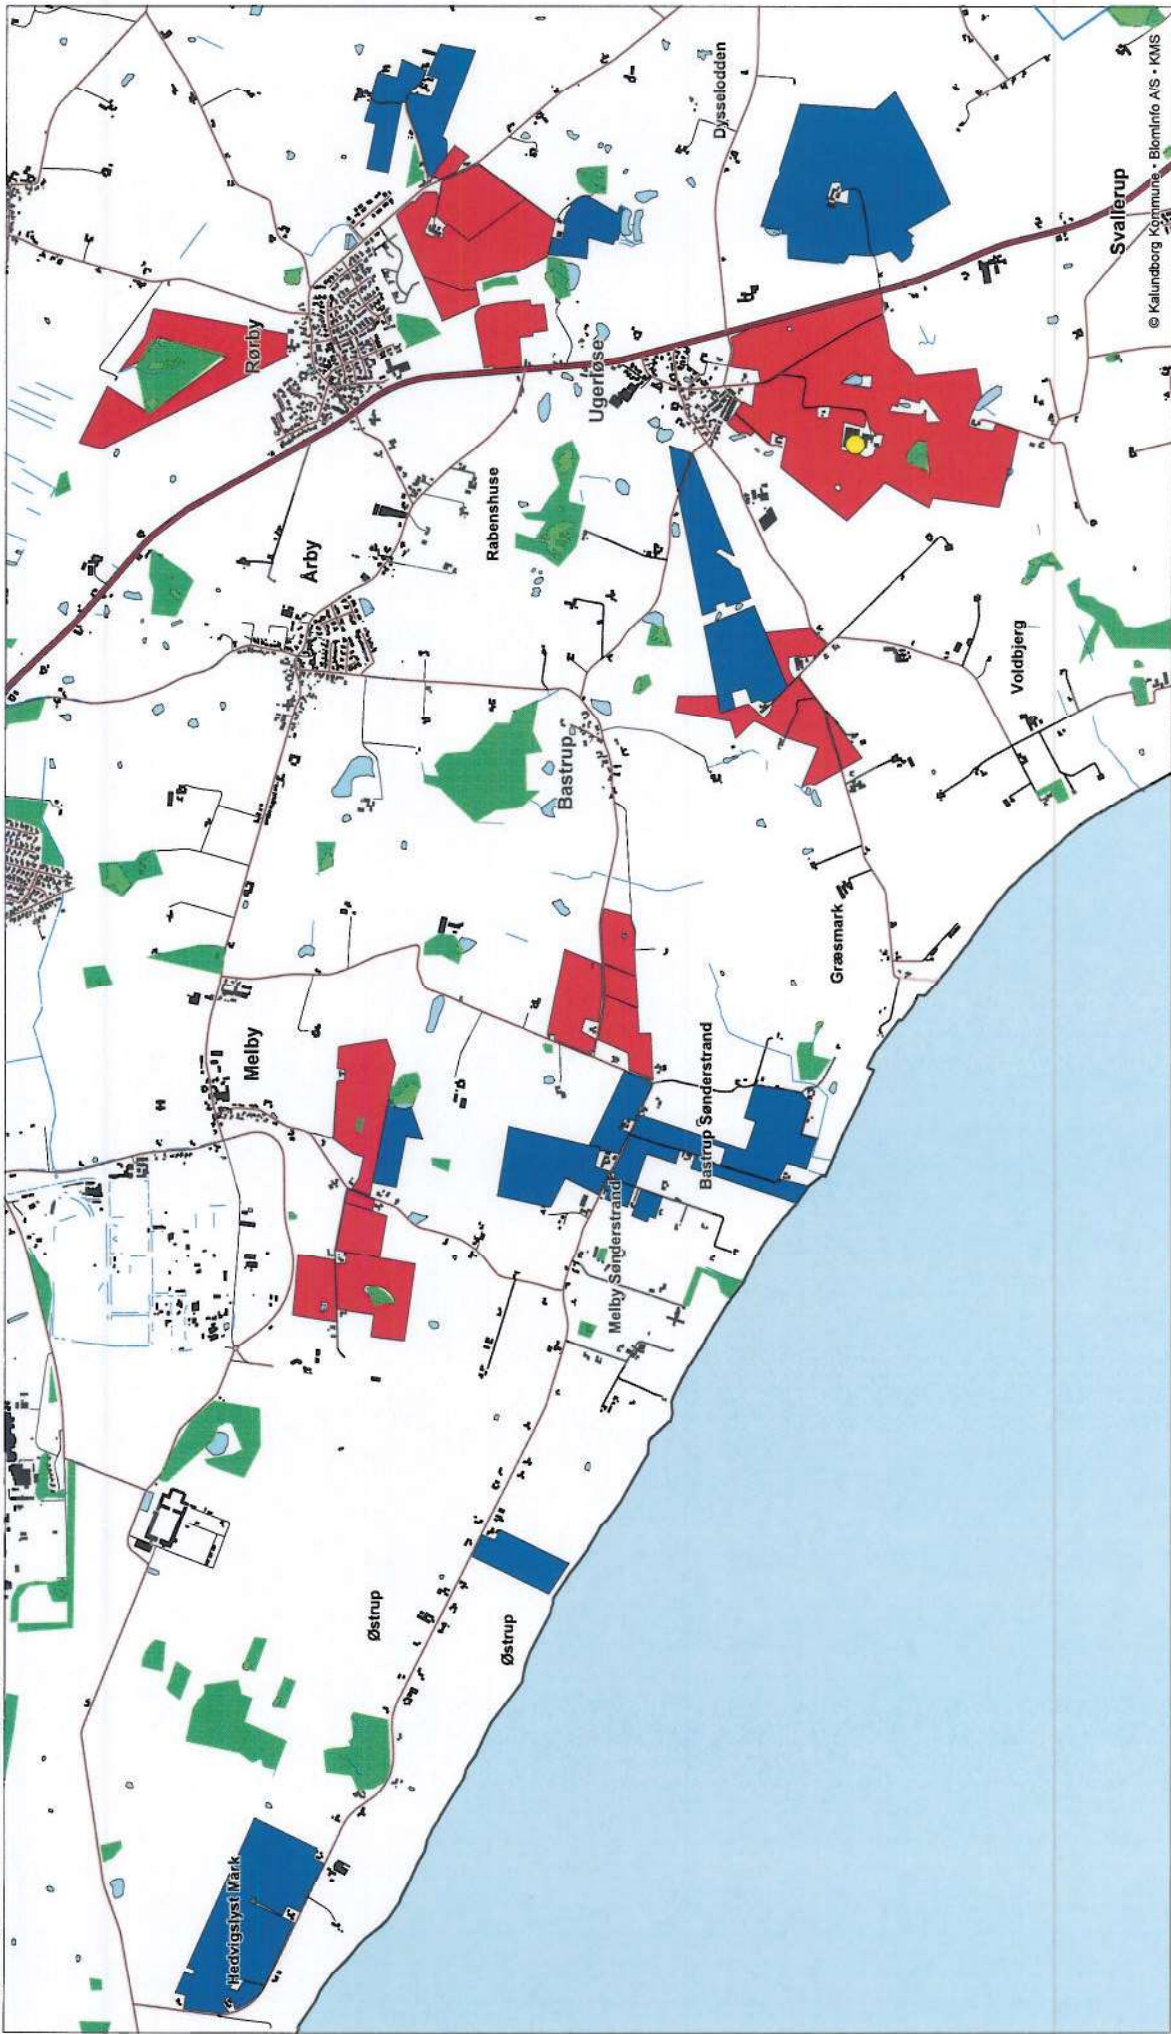 Hedvigslyst Mark
Melby
Rørby
Årby
Østrup
Rabenshuse
Østrup
Bastrup
Ugerløse
Melby Sønderstrand
Bastrup Sønderstrand
Dysselodden
Græsmark
Voldbjerg
Svallerup
© Kalundborg Kommune • BlomInfo A/S • KMS